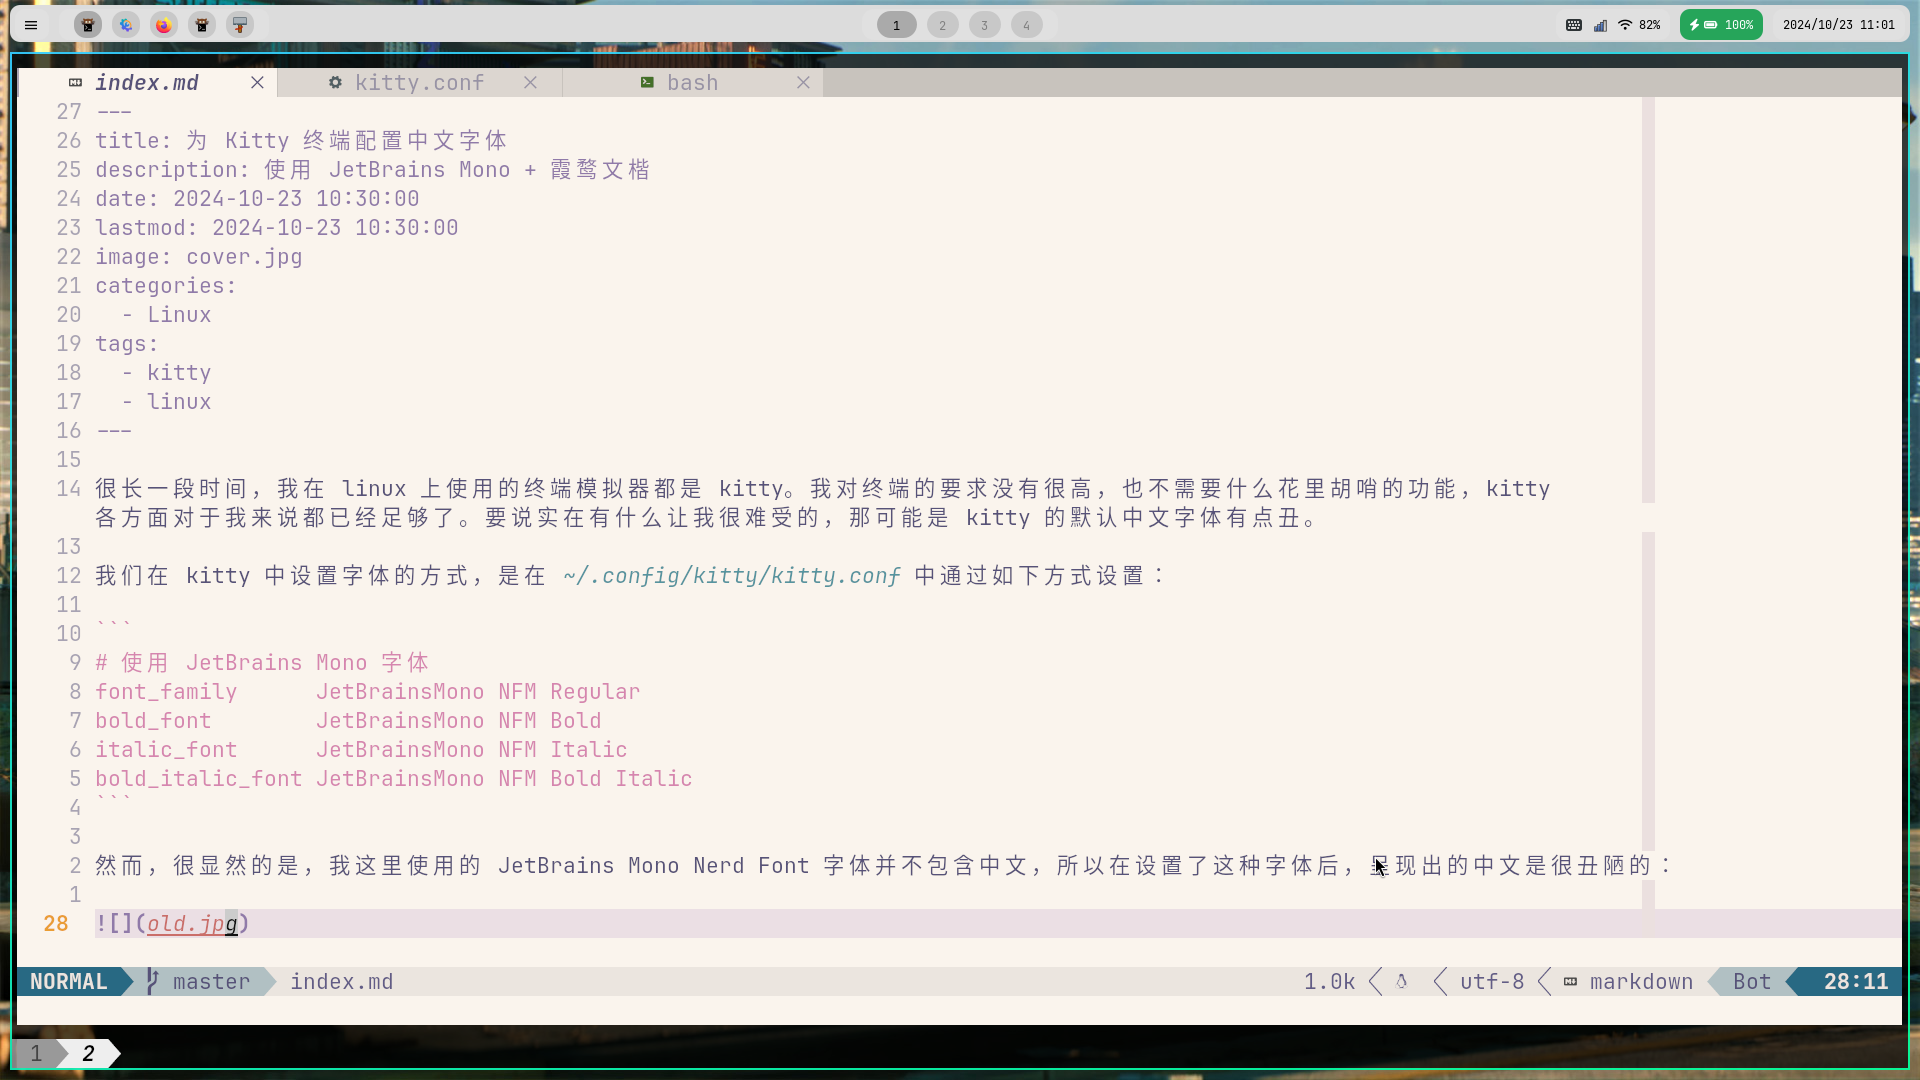 1 2 3 4 82% 100% 2024/10/23 11:01
index.md kitty.conf bash
27 ---
26 title: 为 Kitty 终端配置中文字体
25 description: 使用 JetBrains Mono + 霞鹜文楷
24 date: 2024-10-23 10:30:00
23 lastmod: 2024-10-23 10:30:00
22 image: cover.jpg
21 categories:
20   - Linux
19 tags:
18   - kitty
17   - linux
16 ---
15
14 很长一段时间，我在 linux 上使用的终端模拟器都是 kitty。我对终端的要求没有很高，也不需要什么花里胡哨的功能，kitty
各方面对于我来说都已经足够了。要说实在有什么让我很难受的，那可能是 kitty 的默认中文字体有点丑。
13
12 我们在 kitty 中设置字体的方式，是在 ~/.config/kitty/kitty.conf 中通过如下方式设置：
11
10 ```
9 # 使用 JetBrains Mono 字体
8 font_family      JetBrainsMono NFM Regular
7 bold_font        JetBrainsMono NFM Bold
6 italic_font      JetBrainsMono NFM Italic
5 bold_italic_font JetBrainsMono NFM Bold Italic
4 ```
3
2 然而，很显然的是，我这里使用的 JetBrains Mono Nerd Font 字体并不包含中文，所以在设置了这种字体后，呈现出的中文是很丑陋的：
1
28 ![](old.jpg)
NORMAL master index.md 1.0k utf-8 markdown Bot 28:11
1 2